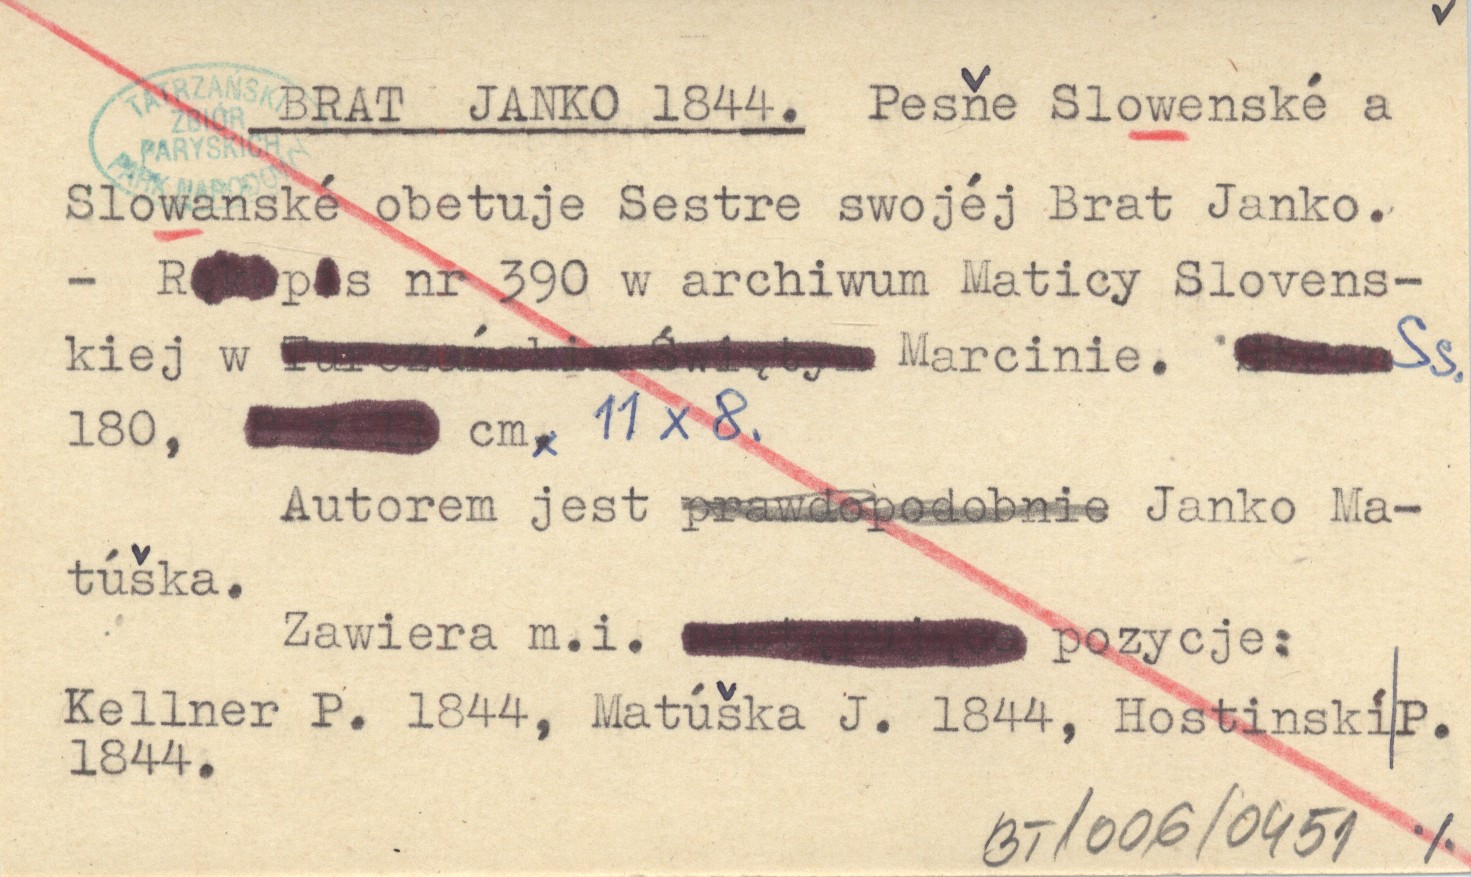 TATRZAŃSKI
ZBIÓR
PARYSKICH
PARK NARODOWY
BRAT JANKO 1844. Pesňe Slowenské a
Slowanské obetuje Sestre swojéj Brat Janko.
- R p s nr 390 w archiwum Maticy Slovens-
kiej w Turczańskim Świętym Marcinie. Ss.
180, cm. 11 x 8.
Autorem jest prawdopodobnie Janko Ma-
túška.
Zawiera m.i. pozycje:
Kellner P. 1844, Matúška J. 1844, Hostinskí P.
1844.
BT/006/0451 ./.